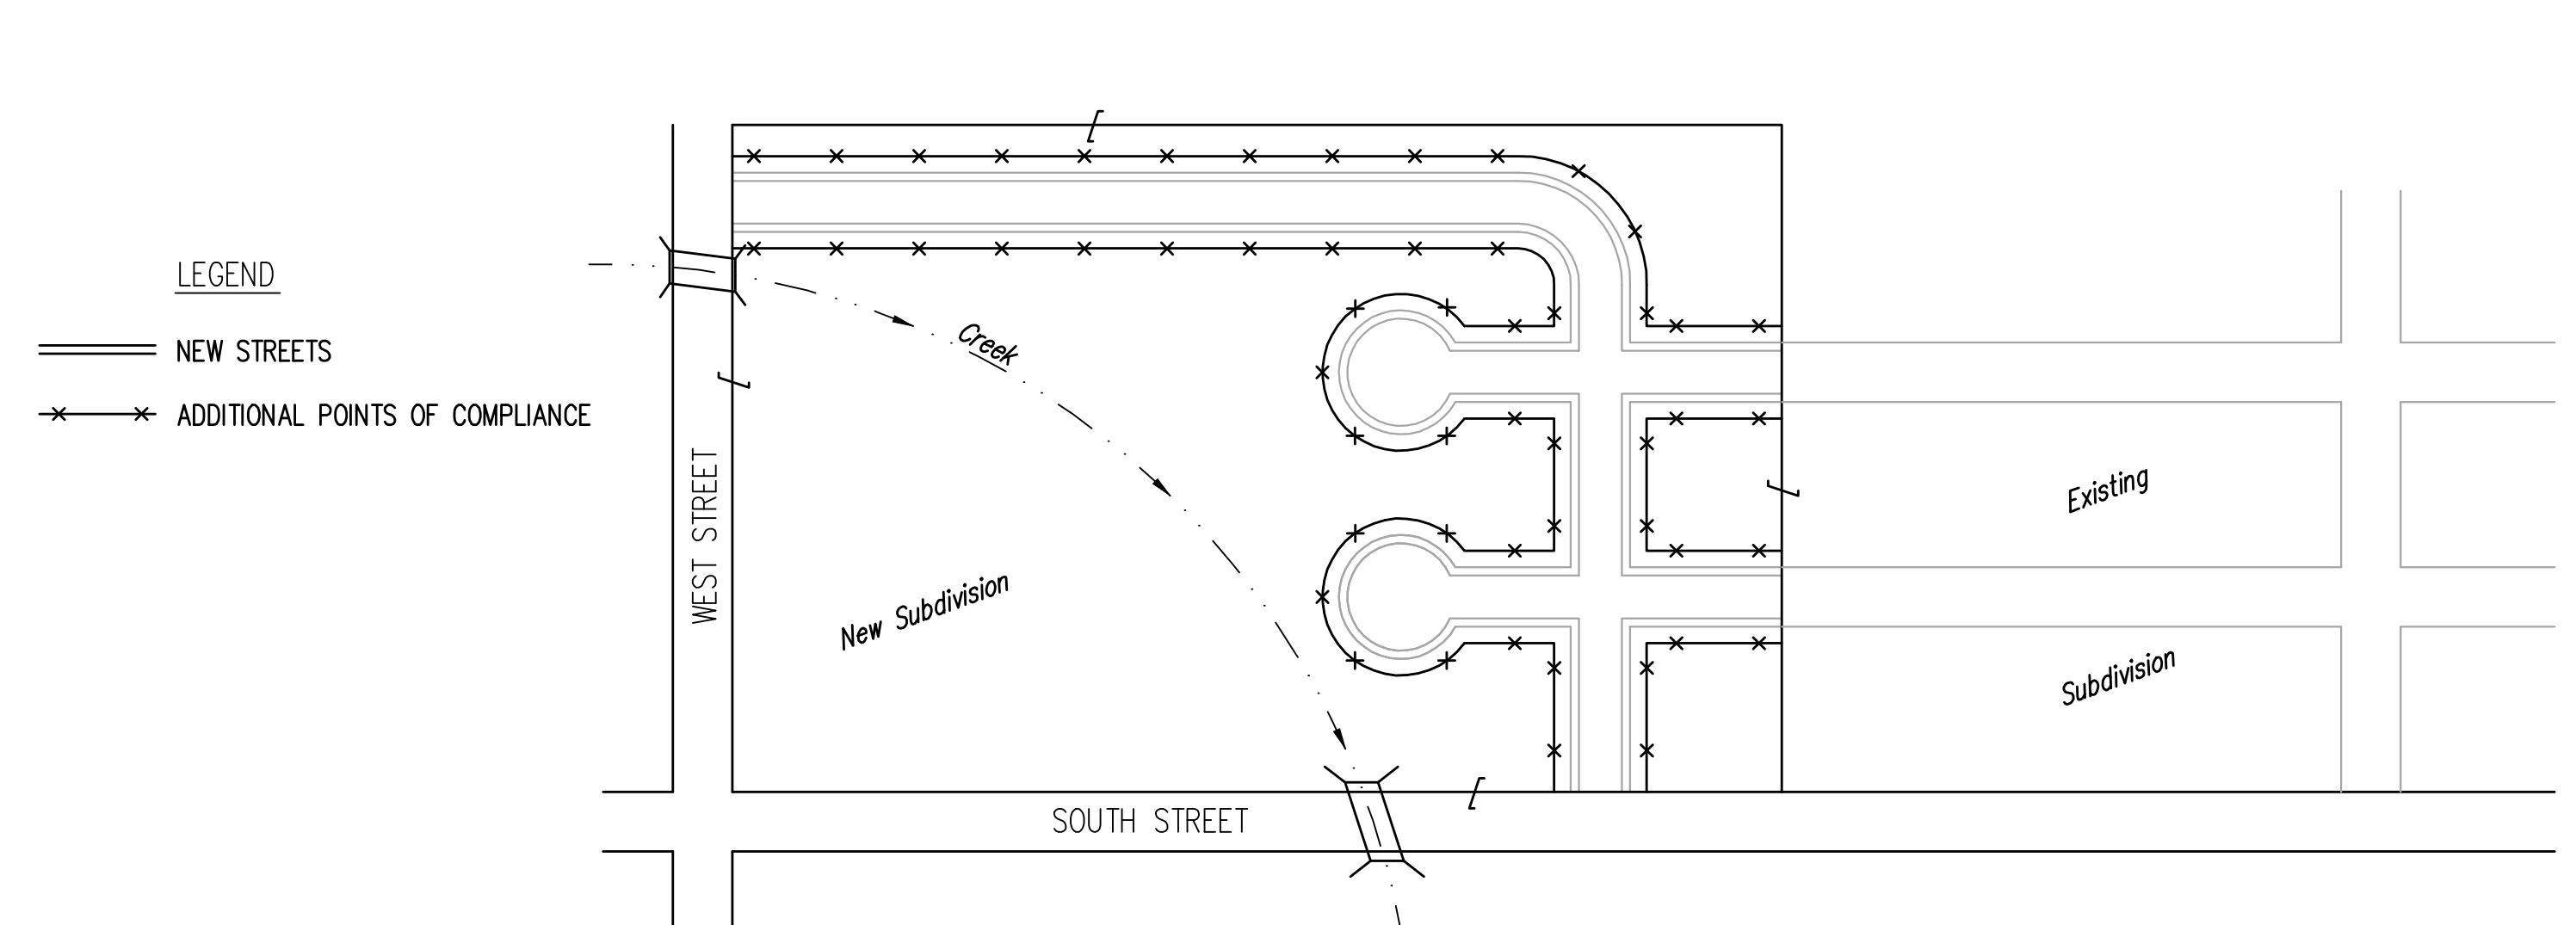 LEGEND
NEW STREETS
ADDITIONAL POINTS OF COMPLIANCE
Creek
WEST STREET
New Subdivision
SOUTH STREET
Existing
Subdivision